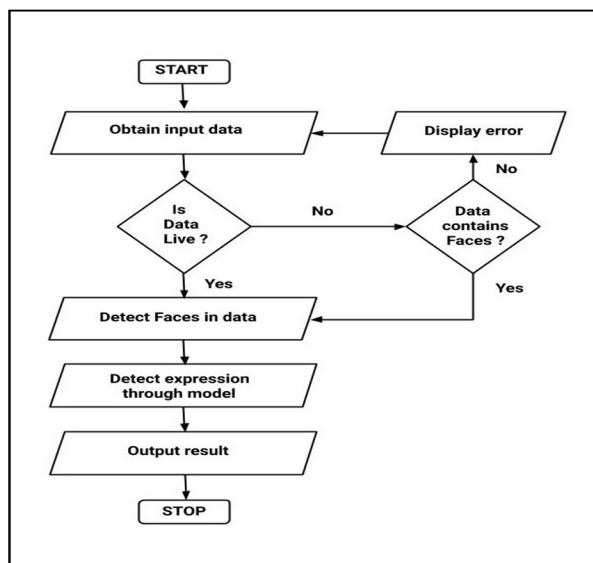 START
Obtain input data
Display error
No
Is
Data
Live ?
No
Data
contains
Faces ?
Yes
Yes
Detect Faces in data
Detect expression
through model
Output result
STOP